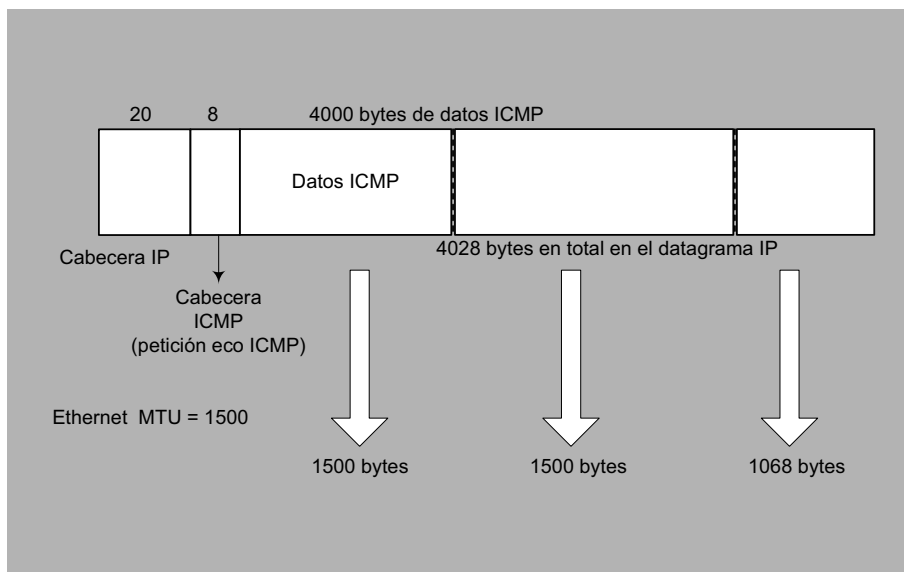 20
8
4000 bytes de datos ICMP
Datos ICMP
Cabecera IP
4028 bytes en total en el datagrama IP
Cabecera
ICMP
(petición eco ICMP)
Ethernet MTU = 1500
1500 bytes
1500 bytes
1068 bytes